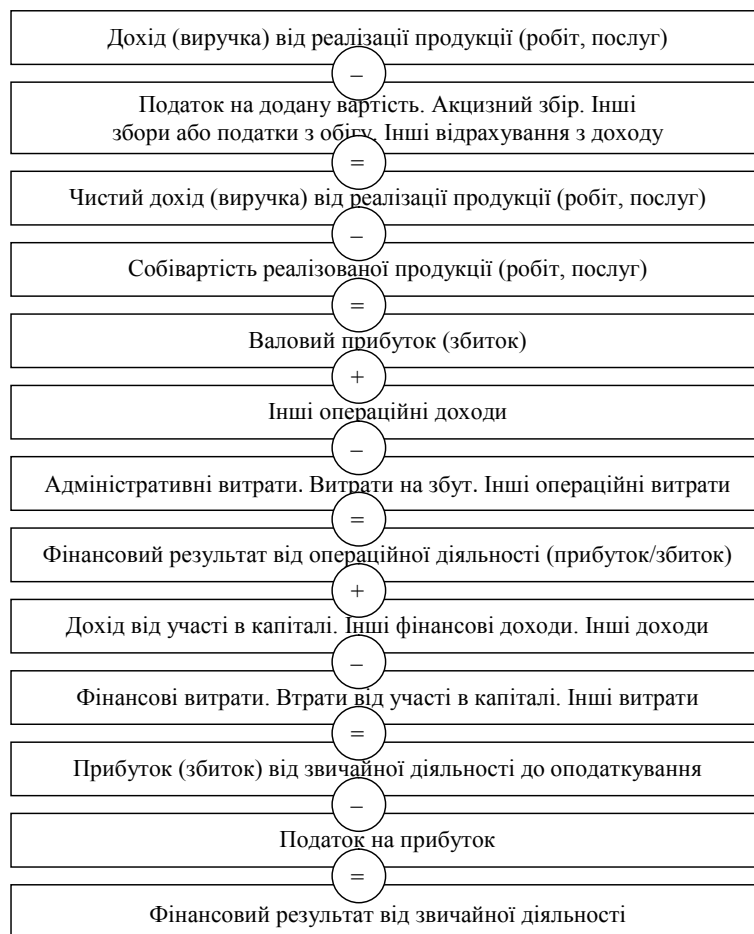 Дохід (виручка) від реалізації продукції (робіт, послуг)
–
Податок на додану вартість. Акцизний збір. Інші
збори або податки з обігу. Інші відрахування з доходу
=
Чистий дохід (виручка) від реалізації продукції (робіт, послуг)
–
Собівартість реалізованої продукції (робіт, послуг)
=
Валовий прибуток (збиток)
+
Інші операційні доходи
–
Адміністративні витрати. Витрати на збут. Інші операційні витрати
=
Фінансовий результат від операційної діяльності (прибуток/збиток)
+
Дохід від участі в капіталі. Інші фінансові доходи. Інші доходи
–
Фінансові витрати. Втрати від участі в капіталі. Інші витрати
=
Прибуток (збиток) від звичайної діяльності до оподаткування
–
Податок на прибуток
=
Фінансовий результат від звичайної діяльності